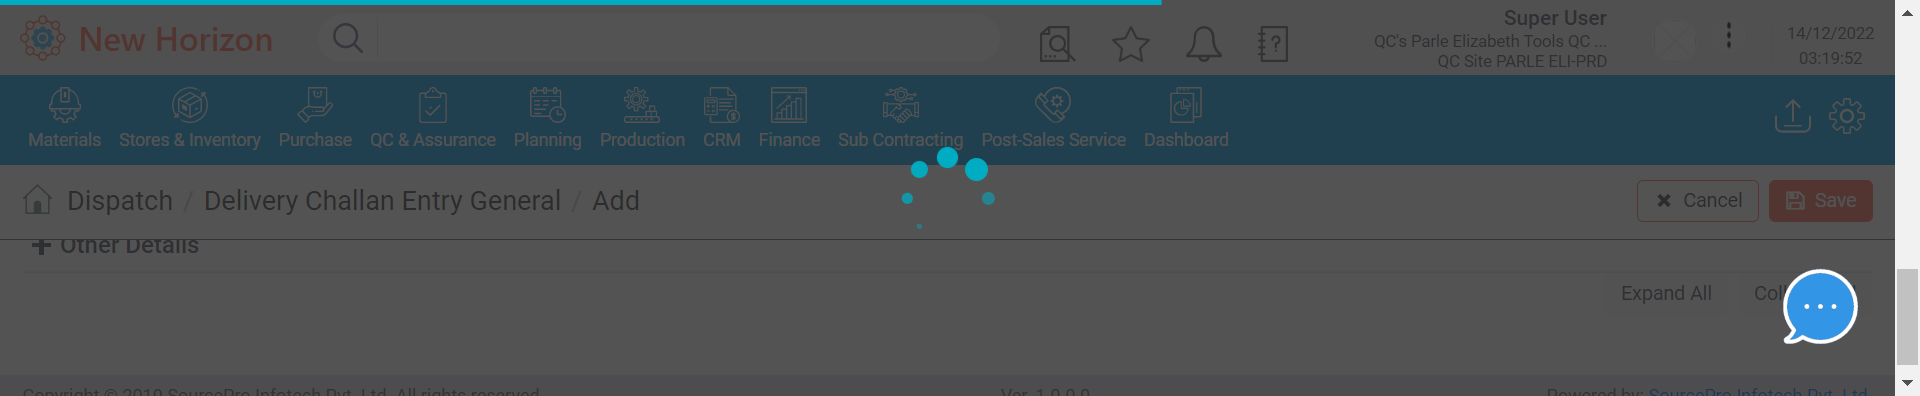 New Horizon
Super User
QC's Parle Elizabeth Tools QC ...
QC Site PARLE ELI-PRD
14/12/2022
03:19:52
Materials
Stores & Inventory
Purchase
QC & Assurance
Planning
Production
CRM
Finance
Sub Contracting
Post-Sales Service
Dashboard
Dispatch / Delivery Challan Entry General / Add
Cancel
Save
Other Details
Expand All
Copyright © 2019 SourcePro Infotech Pvt. Ltd. All rights reserved.
Ver. 1.0.0.0
Powered by: SourcePro Infotech Pvt. Ltd.